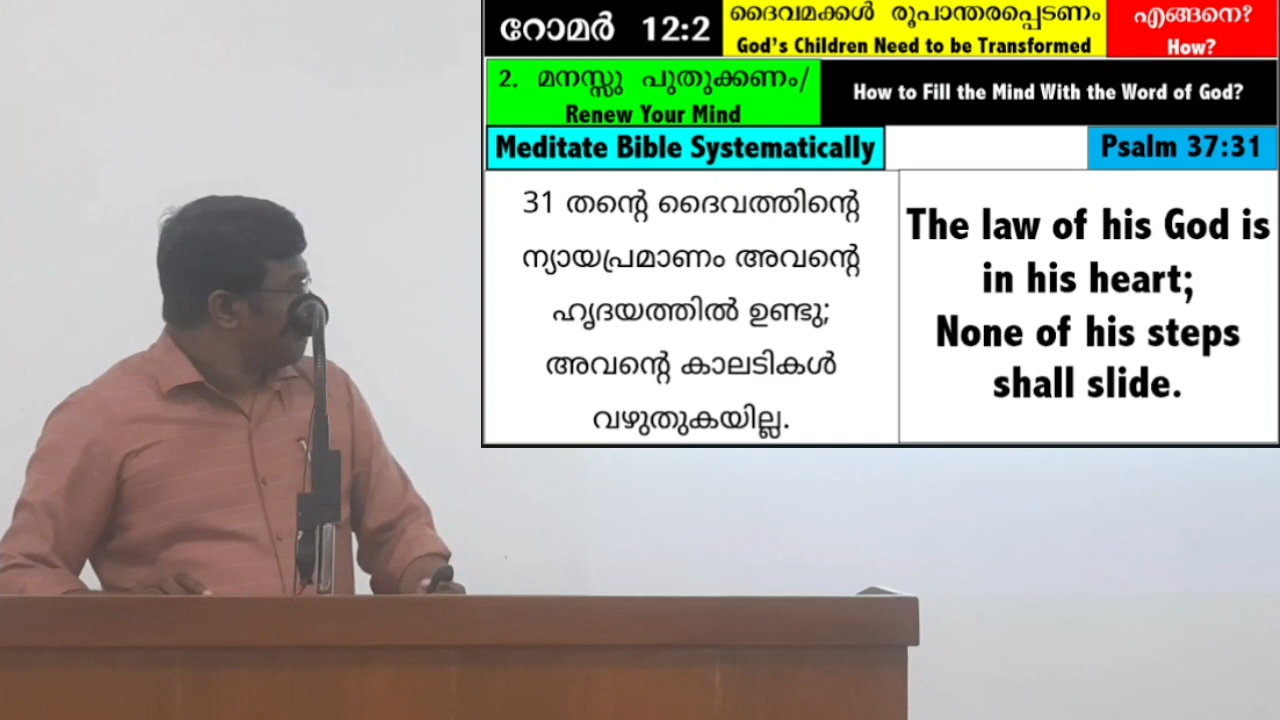 റോമർ 12:2
ദൈവമക്കൾ രൂപാന്തരപ്പെടണം
God's Children Need to be Transformed
എങ്ങനെ?
How?
2. മനസ്സു പുതുക്കണം/
Renew Your Mind
How to Fill the Mind With the Word of God?
Meditate Bible Systematically
Psalm 37:31
31 തന്റെ ദൈവത്തിന്റെ
ന്യായപ്രമാണം അവന്റെ
ഹൃദയത്തിൽ ഉണ്ടു;
അവന്റെ കാലടികൾ
വഴുതുകയില്ല.
The law of his God is
in his heart;
None of his steps
shall slide.